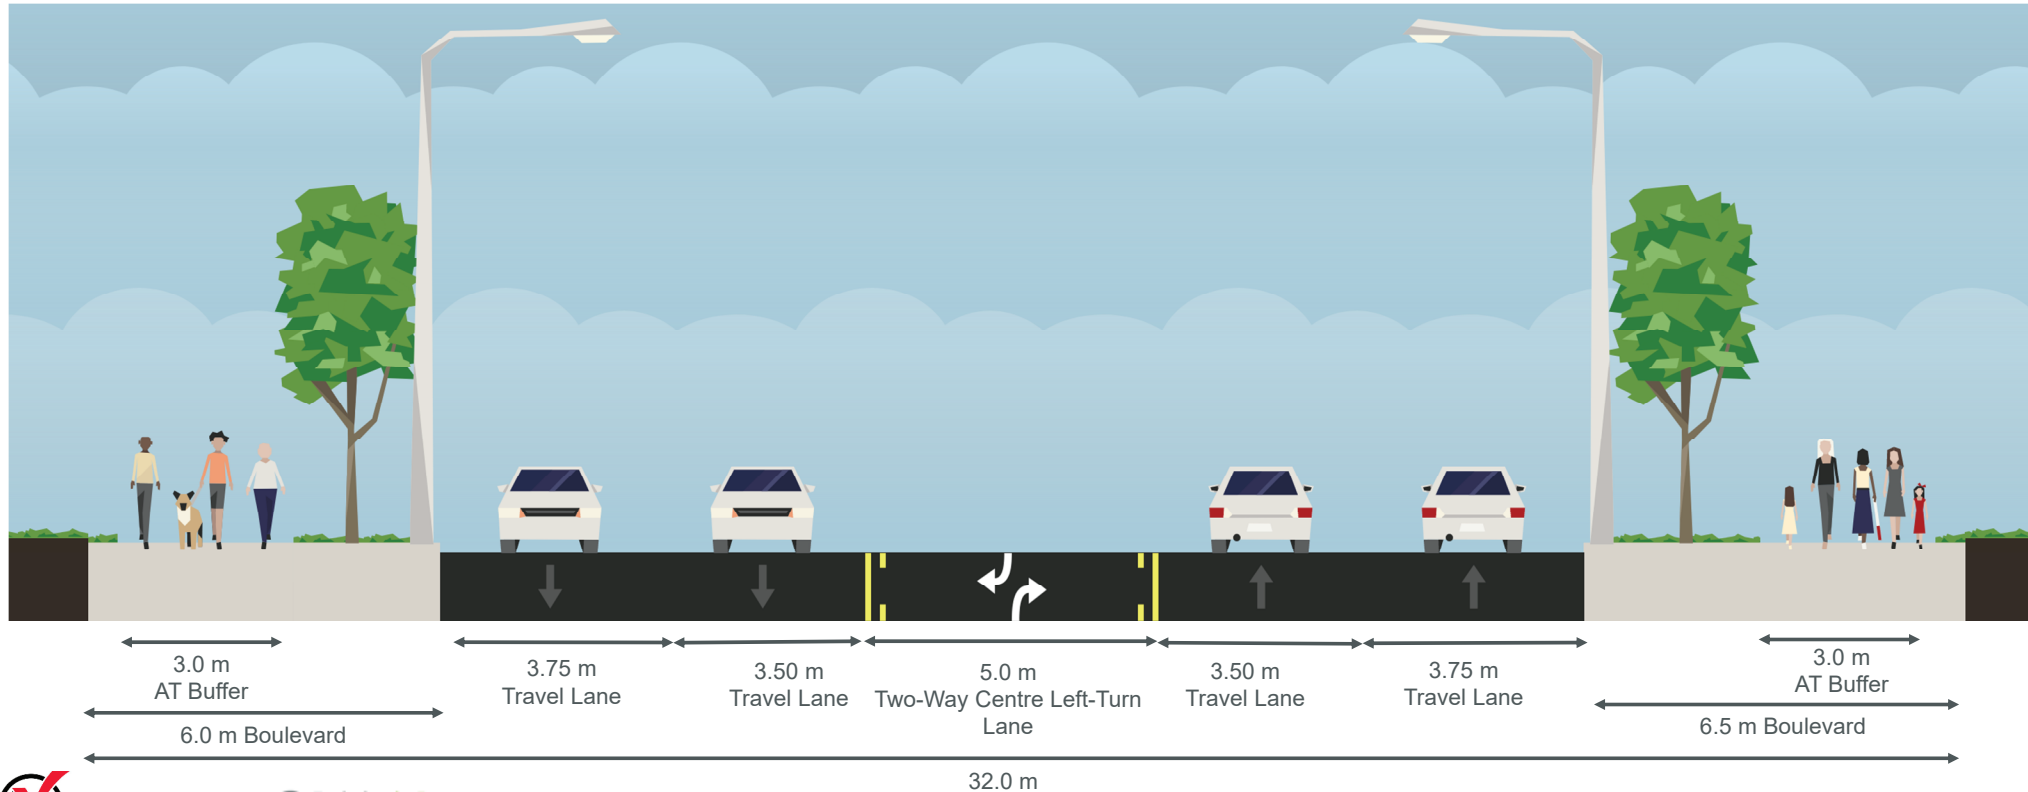 3.0 m
AT Buffer
3.75 m
Travel Lane
3.50 m
Travel Lane
5.0 m
Two-Way Centre Left-Turn
Lane
3.50 m
Travel Lane
3.75 m
Travel Lane
3.0 m
AT Buffer
6.0 m Boulevard
6.5 m Boulevard
32.0 m